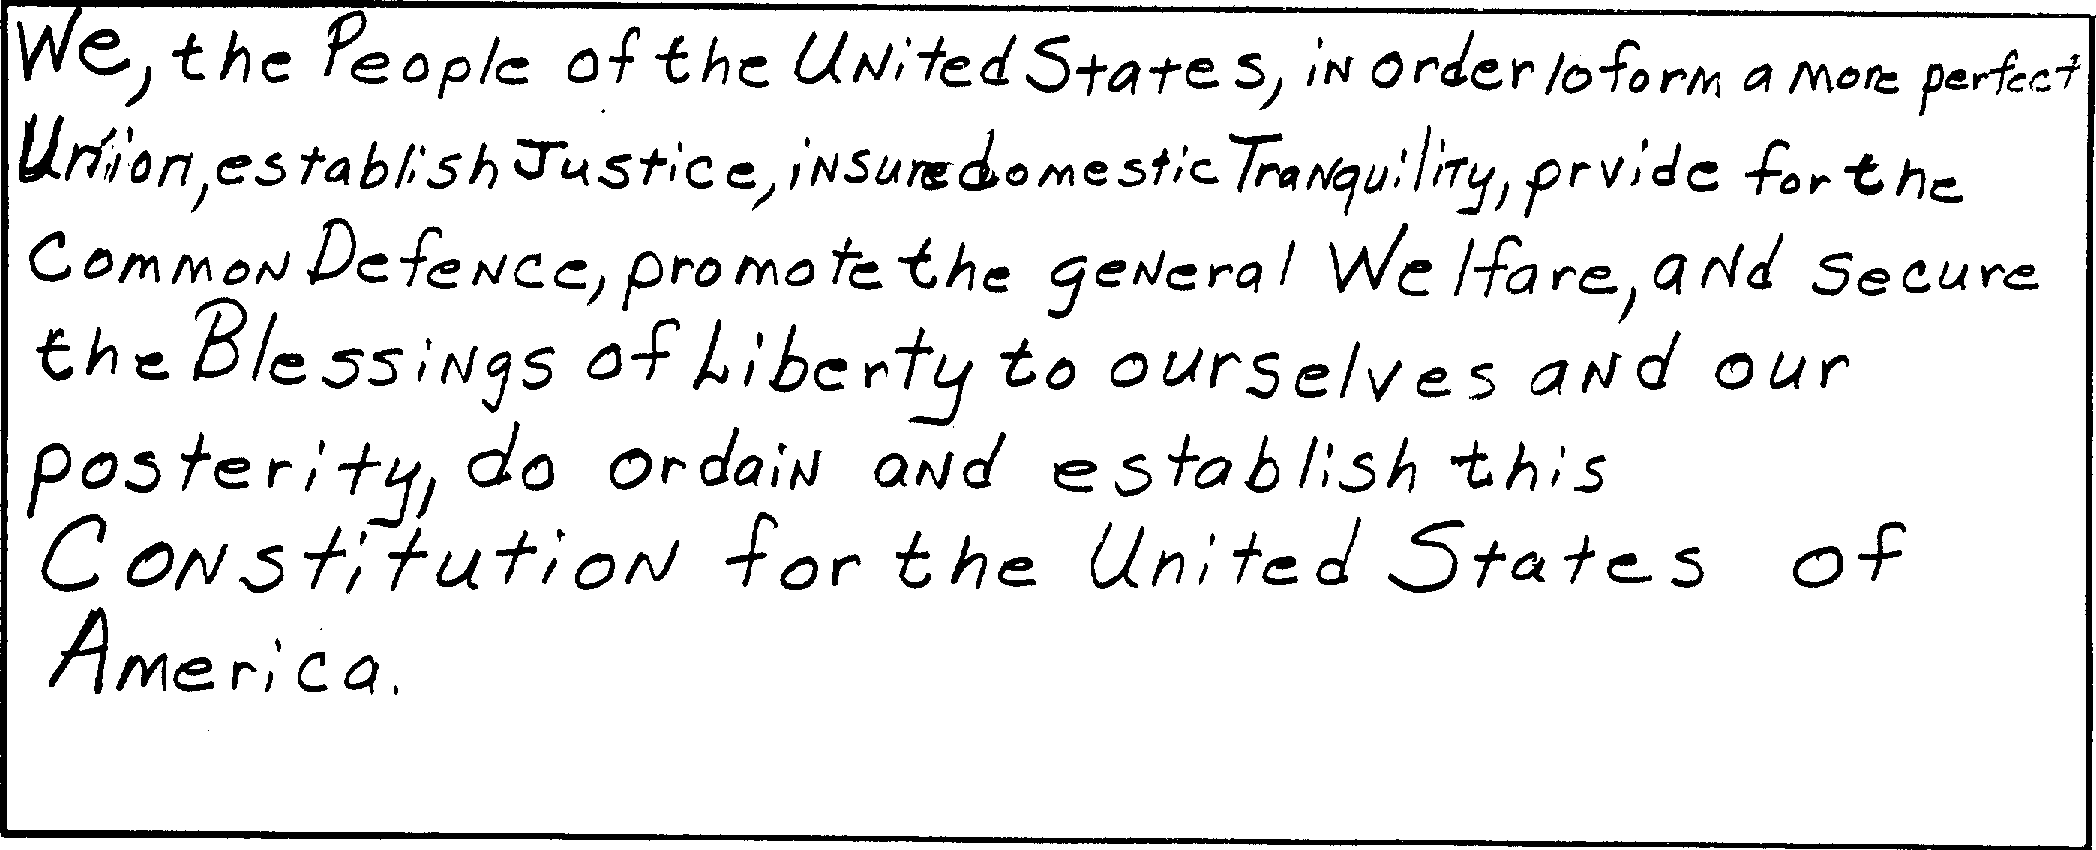 We, the People of the United States, in order to form a more perfect
Union, establish Justice, insure domestic Tranquility, prvide for the
Common Defence, promote the general Welfare, and secure
the Blessings of Liberty to ourselves and our
posterity, do ordain and establish this
Constitution for the United States of
America.